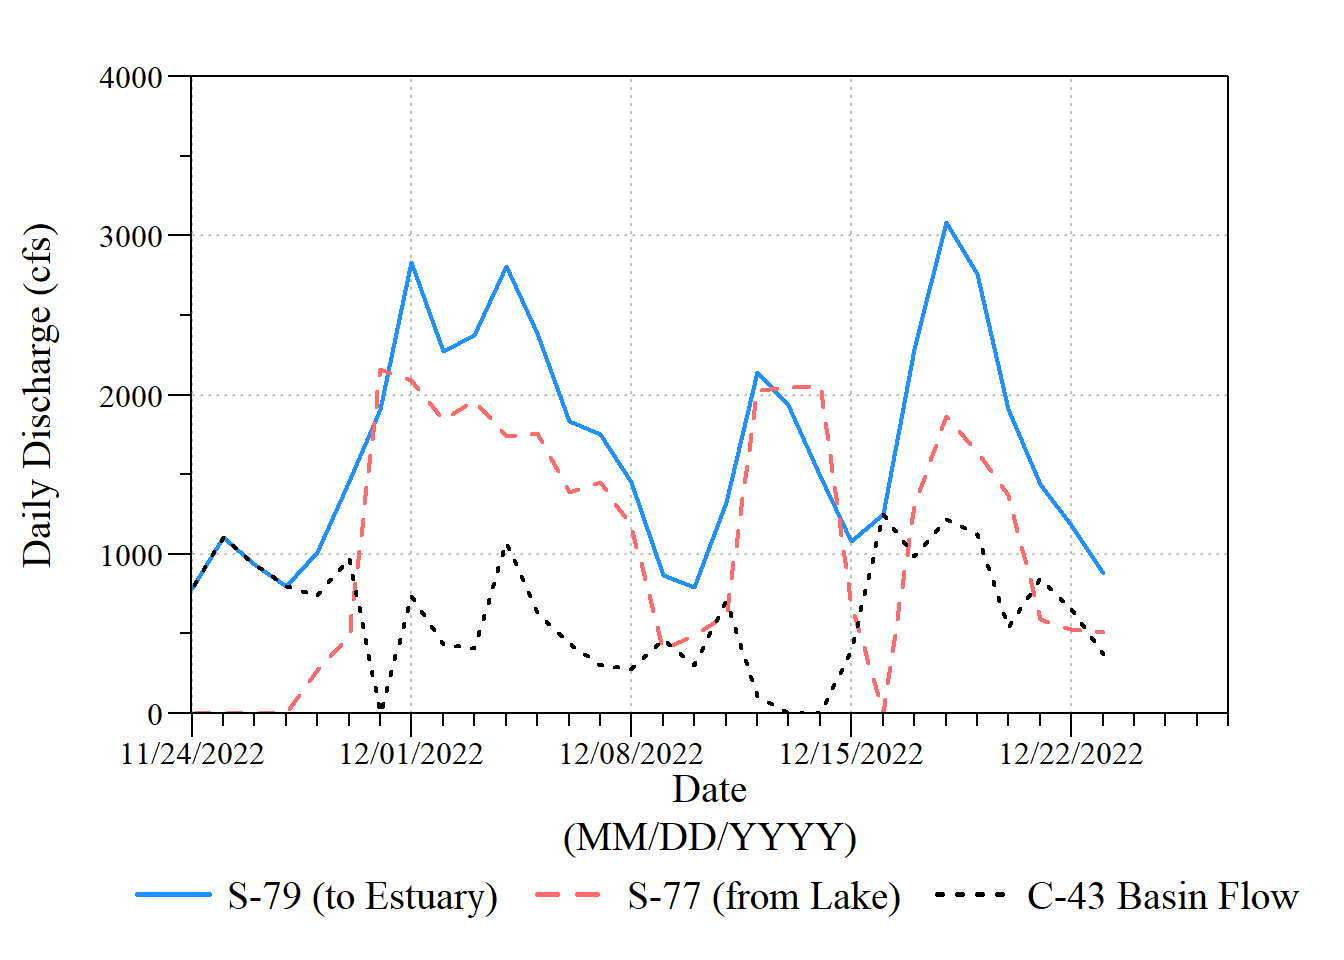 4000
3000
2000
1000
0
Daily Discharge (cfs)
11/24/2022 12/01/2022 12/08/2022 12/15/2022 12/22/2022
Date
(MM/DD/YYYY)
S-79 (to Estuary) S-77 (from Lake) C-43 Basin Flow